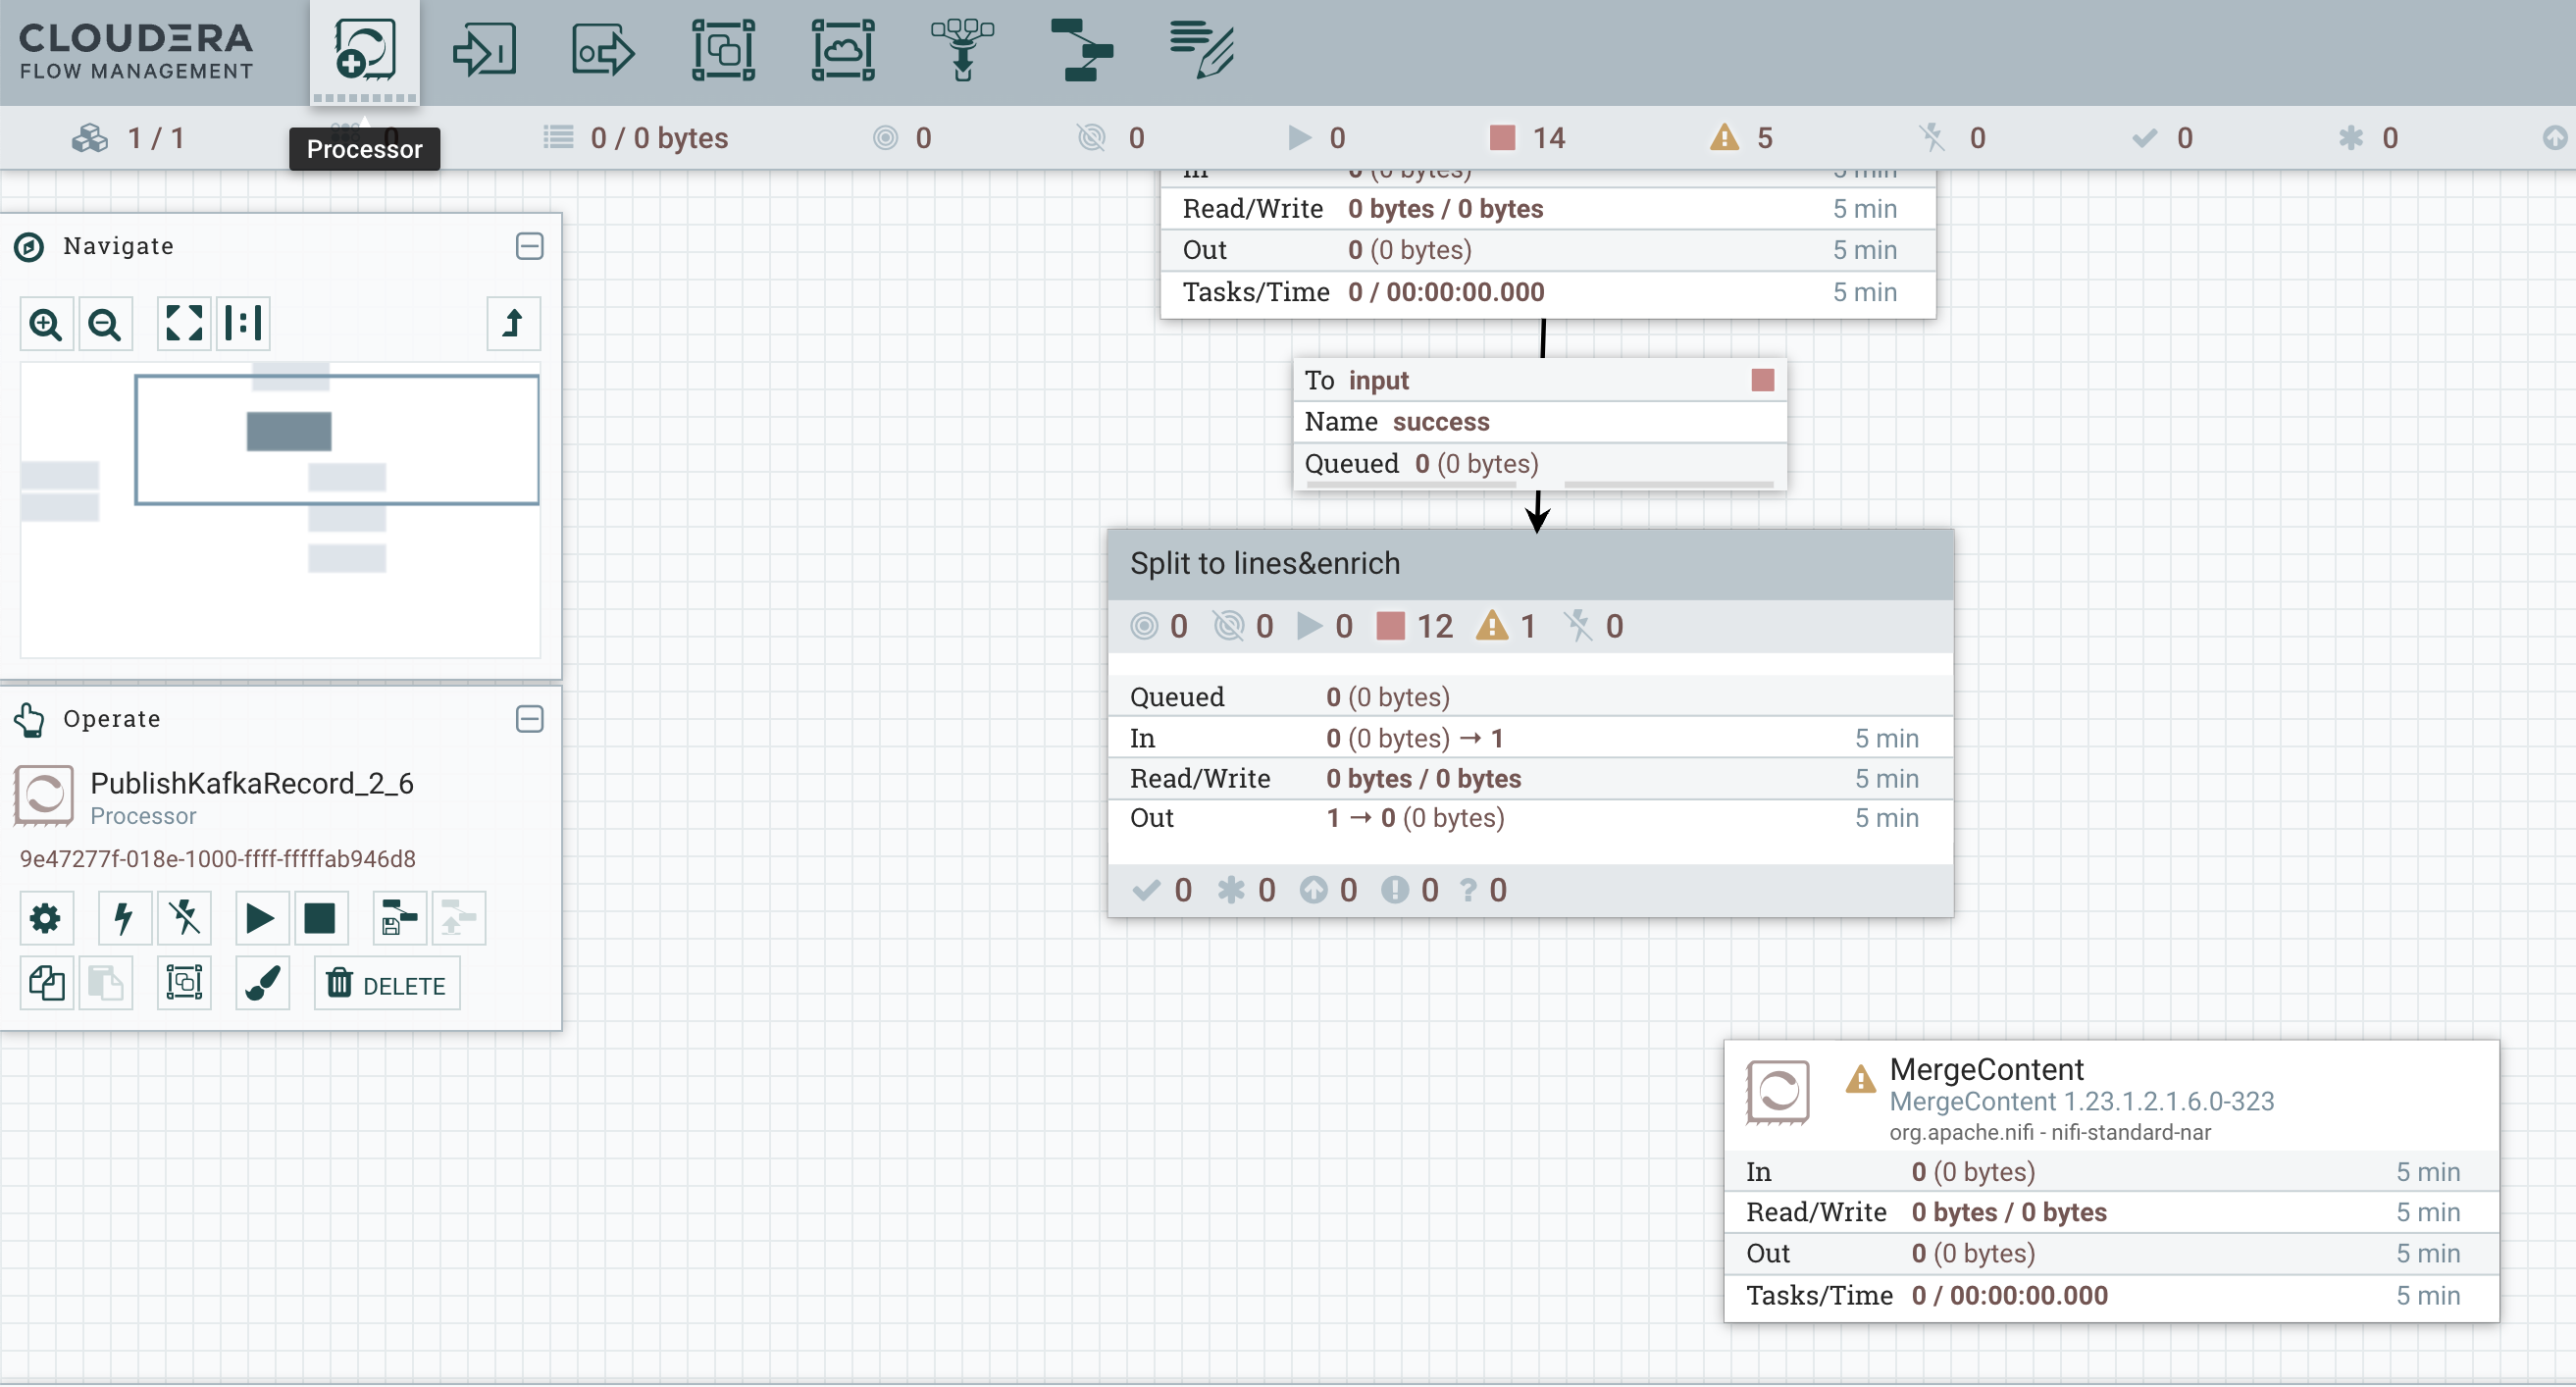 CLOUDERA
FLOW MANAGEMENT
1 / 1
Processor
0
0 / 0 bytes
0
0
0
14
5
0
0
0
In 0 (0 bytes) 5 min
Read/Write 0 bytes / 0 bytes 5 min
Out 0 (0 bytes) 5 min
Tasks/Time 0 / 00:00:00.000 5 min
Navigate
To input
Name success
Queued 0 (0 bytes)
Split to lines&enrich
0 0 0 12 1 0
Queued 0 (0 bytes)
In 0 (0 bytes) → 1 5 min
Read/Write 0 bytes / 0 bytes 5 min
Out 1 → 0 (0 bytes) 5 min
0 0 0 0 ? 0
Operate
PublishKafkaRecord_2_6
Processor
9e47277f-018e-1000-ffff-fffffab946d8
DELETE
MergeContent
MergeContent 1.23.1.2.1.6.0-323
org.apache.nifi - nifi-standard-nar
In 0 (0 bytes) 5 min
Read/Write 0 bytes / 0 bytes 5 min
Out 0 (0 bytes) 5 min
Tasks/Time 0 / 00:00:00.000 5 min